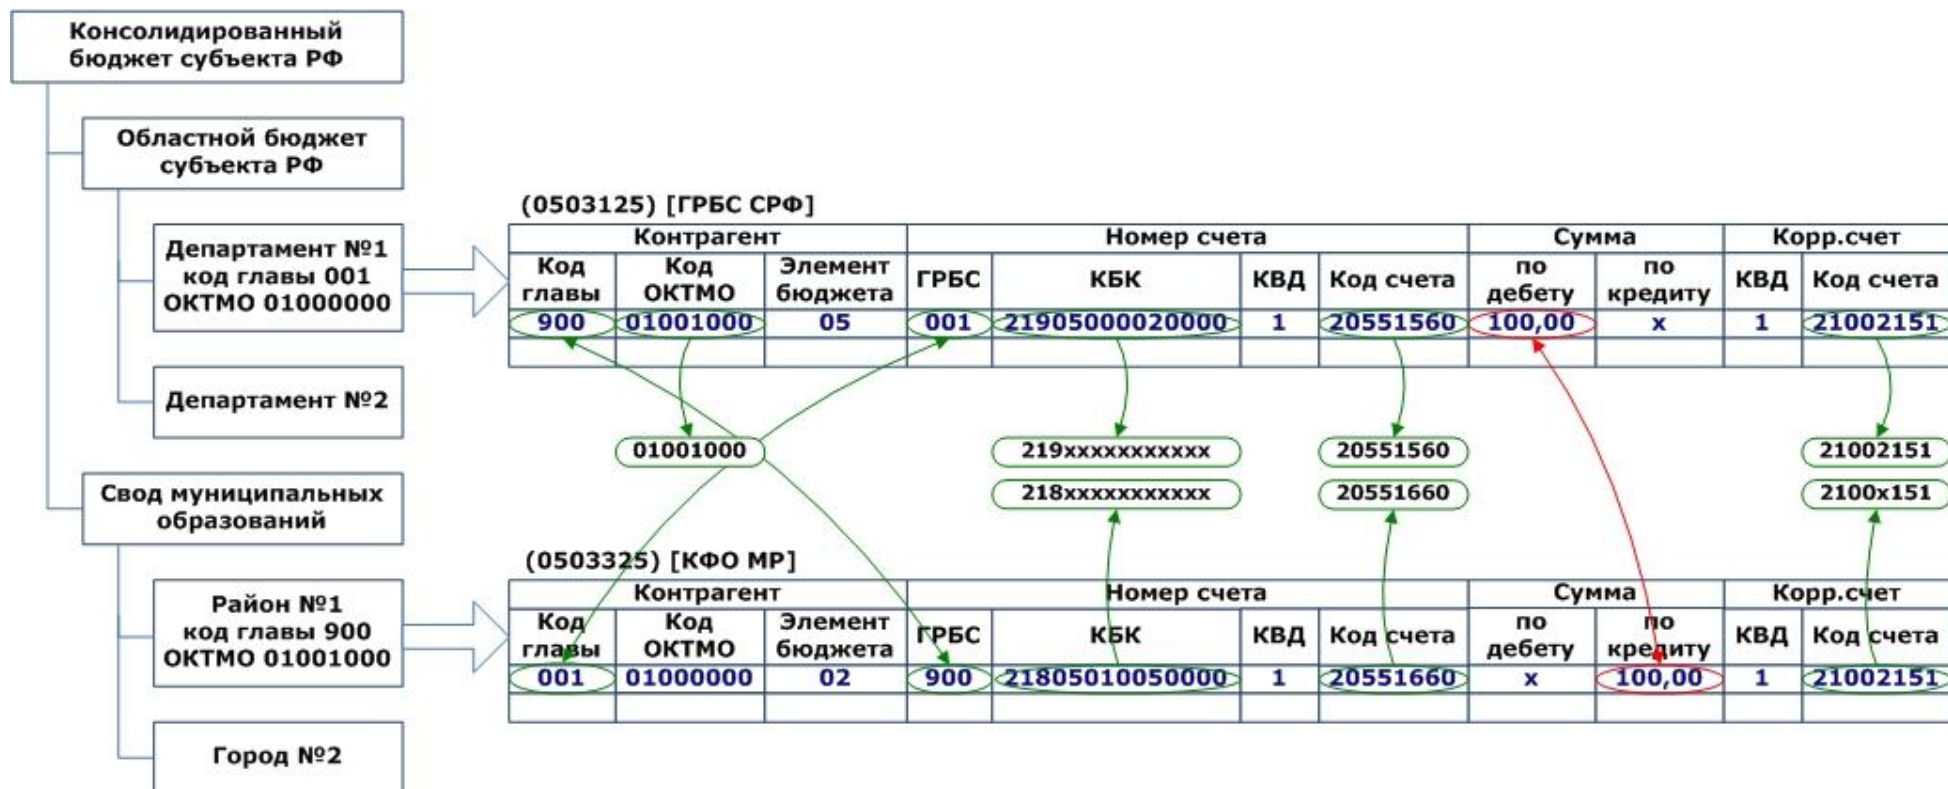 Консолидированный
бюджет субъекта РФ
Областной бюджет
субъекта РФ
Департамент №1
код главы 001
ОКТМО 01000000
Департамент №2
Свод муниципальных
образований
Район №1
код главы 900
ОКТМО 01001000
Город №2
(0503125) [ГРБС СРФ]
Контрагент Номер счета Сумма Корр.счет
Код главы Код ОКТМО Элемент бюджета ГРБС КБК КВД Код счета по дебету по кредиту КВД Код счета
900 01001000 05 001 21905000020000 1 20551560 100,00 x 1 21002151
01001000 219xxxxxxxxxxx 20551560 21002151
218xxxxxxxxxxx 20551660 2100x151
(0503325) [КФО МР]
Контрагент Номер счета Сумма Корр.счет
Код главы Код ОКТМО Элемент бюджета ГРБС КБК КВД Код счета по дебету по кредиту КВД Код счета
001 01000000 02 900 21805010050000 1 20551660 x 100,00 1 21002151